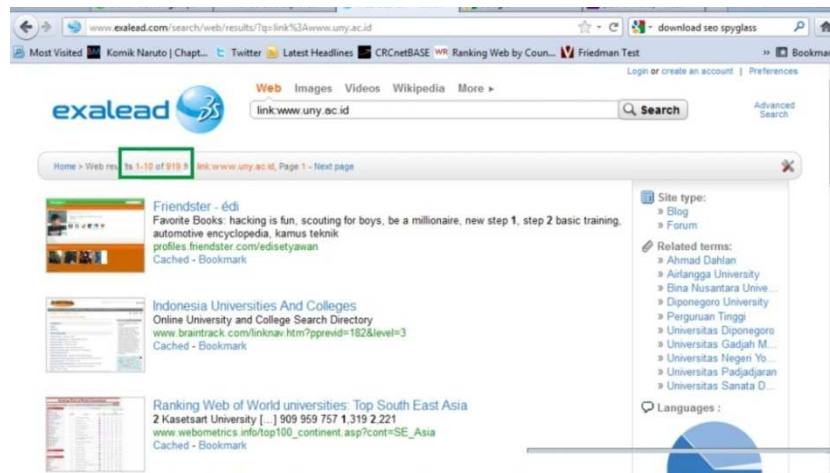 www.exalead.com/search/web/results/?q=link%3Awww.uny.ac.id
download seo spyglass
Most Visited Komik Naruto | Chapt... Twitter Latest Headlines CRCnetBASE WR Ranking Web by Coun... Friedman Test » Bookmar
Login or create an account | Preferences
Web Images Videos Wikipedia More
exalead
link:www.uny.ac.id
Search
Advanced Search
Home > Web results 1-10 of 919 link:www.uny.ac.id, Page 1 - Next page
Friendster - édi
Favorite Books: hacking is fun, scouting for boys, be a millionaire, new step 1, step 2 basic training,
automotive encyclopedia, kamus teknik
profiles.friendster.com/edisetyawan
Cached - Bookmark
Indonesia Universities And Colleges
Online University and College Search Directory
www.braintrack.com/linknav.htm?pprevid=182&level=3
Cached - Bookmark
Ranking Web of World universities: Top South East Asia
2 Kasetsart University [...] 909 959 757 1,319 2,221
www.webometrics.info/top100_continent.asp?cont=SE_Asia
Cached - Bookmark
Site type:
» Blog
» Forum
Related terms:
» Ahmad Dahlan
» Airlangga University
» Bina Nusantara Unive...
» Diponegoro University
» Perguruan Tinggi
» Universitas Diponegoro
» Universitas Gadjah M...
» Universitas Negeri Yo...
» Universitas Padjadjaran
» Universitas Sanata D...
Languages :